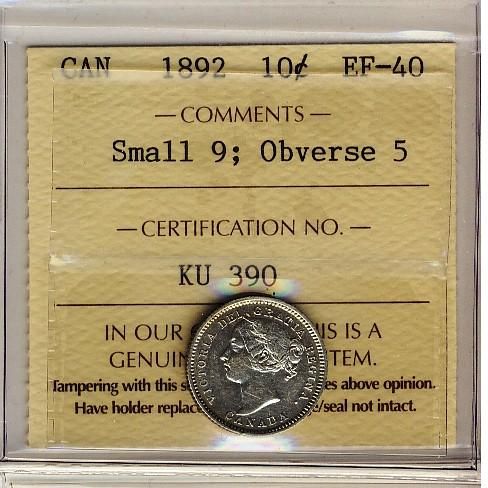 CAN 1892 10¢ EF-40
— COMMENTS —
Small 9; Obverse 5
— CERTIFICATION NO. —
KU 390
IN OUR IS IS A
GENUIN TEM.
Tampering with this s es above opinion.
Have holder replac e/seal not intact.
VICTORIA DEI GRATIA REGINA.
CANADA